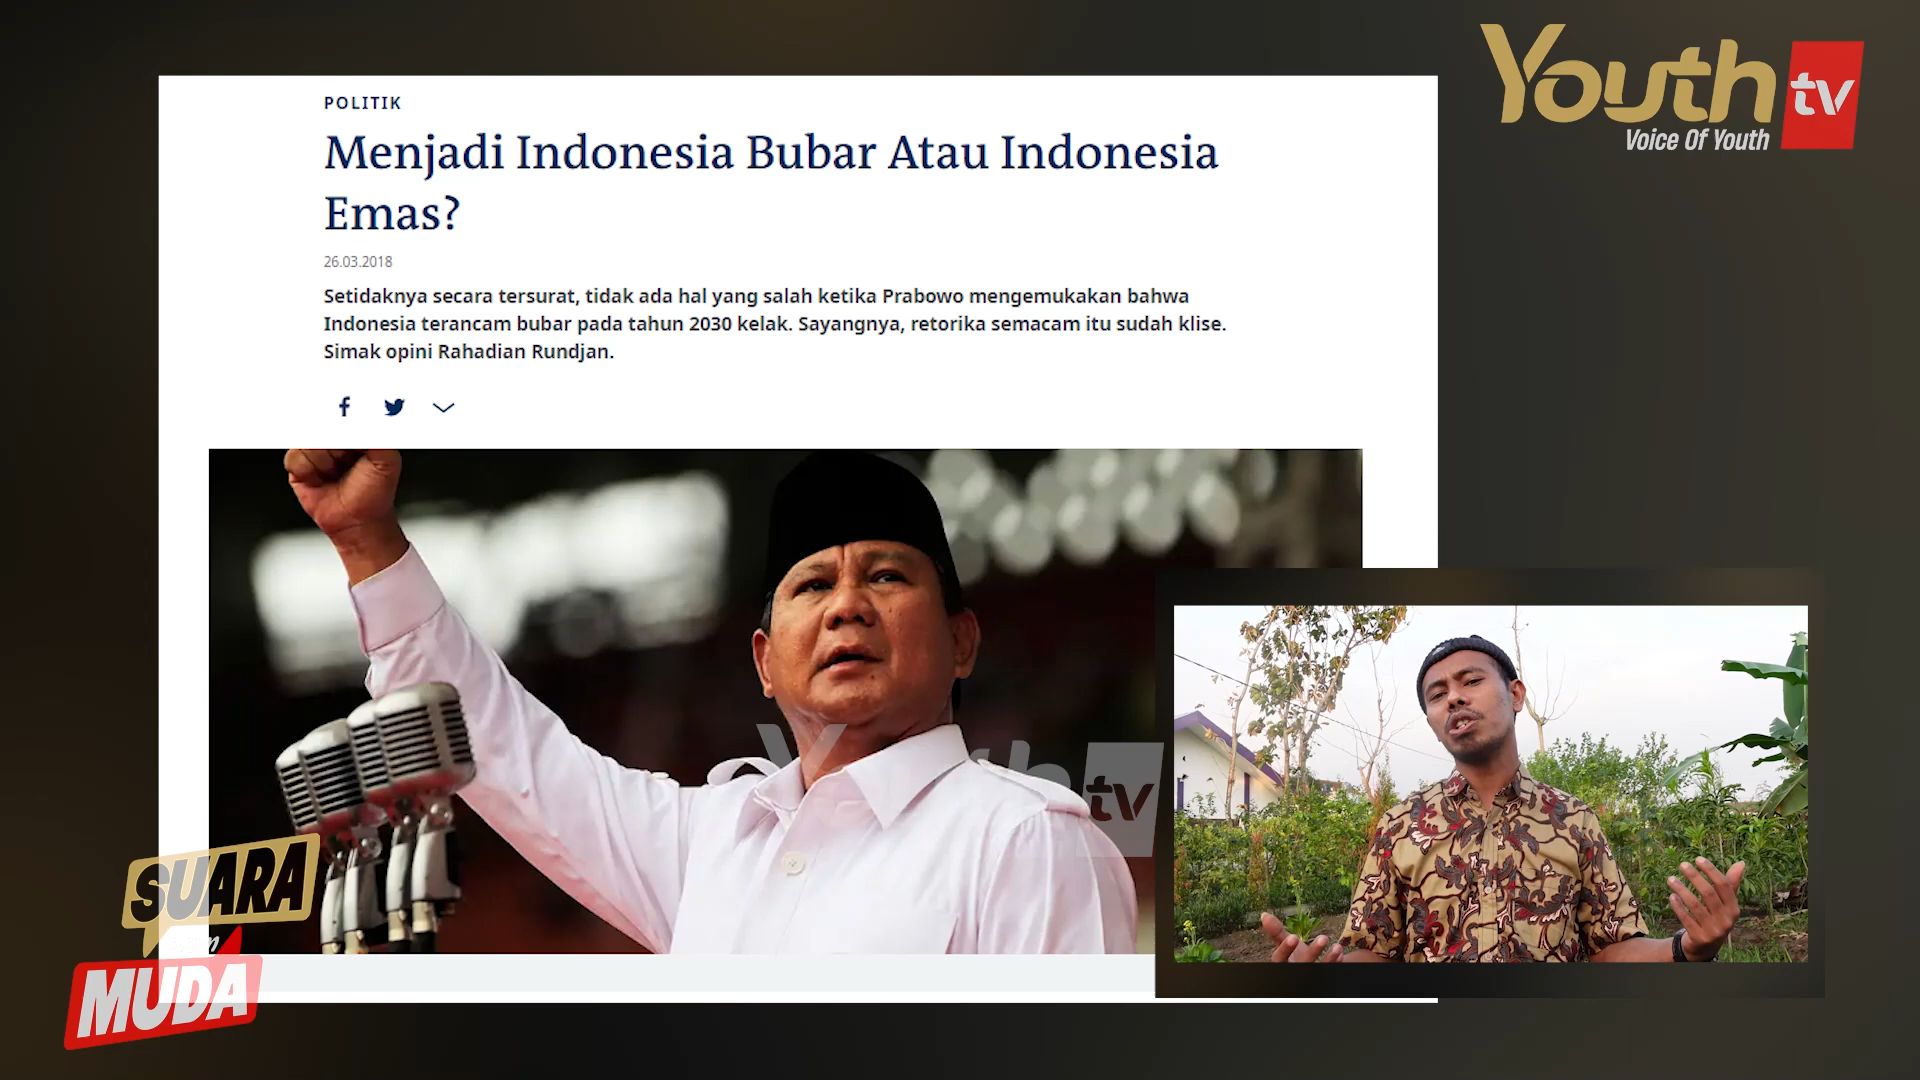 Youth tv
Voice Of Youth
POLITIK
Menjadi Indonesia Bubar Atau Indonesia
Emas?
26.03.2018
Setidaknya secara tersurat, tidak ada hal yang salah ketika Prabowo mengemukakan bahwa
Indonesia terancam bubar pada tahun 2030 kelak. Sayangnya, retorika semacam itu sudah klise.
Simak opini Rahadian Rundjan.
Youth tv
SUARA
MUDA